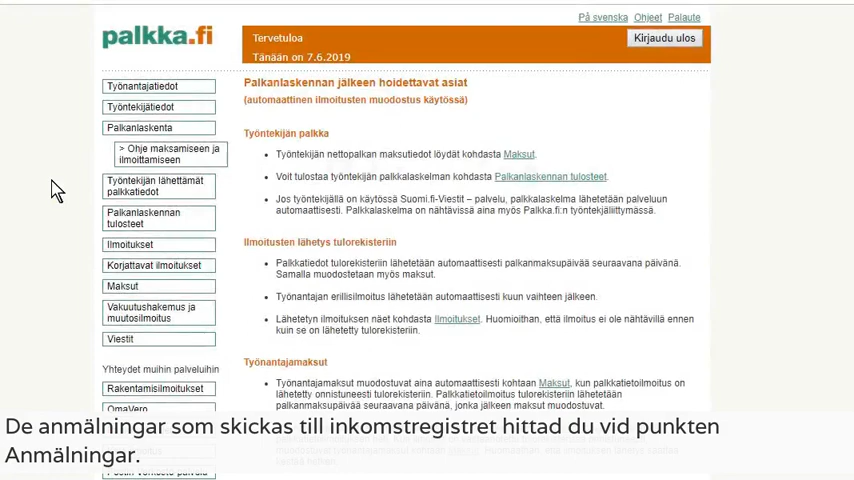 På svenska Ohjeet Palaute
palkka.fi
Tervetuloa
Kirjaudu ulos
Tänään on 7.6.2019
Työnantajatiedot
Työntekijätiedot
Palkanlaskenta
> Ohje maksamiseen ja
ilmoittamiseen
Työntekijän lähettämät
palkkatiedot
Palkanlaskennan
tulosteet
Ilmoitukset
Korjattavat ilmoitukset
Maksut
Vakuutushakemus ja
muutosilmoitus
Viestit
Yhteydet muihin palveluihin
Rakentamisilmoitukset
OmaVero
Palkanlaskennan jälkeen hoidettavat asiat
(automaattinen ilmoitusten muodostus käytössä)
Työntekijän palkka
• Työntekijän nettopalkan maksutiedot löydät kohdasta Maksut.
• Voit tulostaa työntekijän palkkalaskelman kohdasta Palkanlaskennan tulosteet.
• Jos työntekijällä on käytössä Suomi.fi-Viestit – palvelu, palkkalaskelma lähetetään palveluun
automaattisesti. Palkkalaskelma on nähtävissä aina myös Palkka.fi:n työntekijäliittymässä.
Ilmoitusten lähetys tulorekisteriin
• Palkkatiedot tulorekisteriin lähetetään automaattisesti palkanmaksupäivää seuraavana päivänä.
Samalla muodostetaan myös maksut.
• Työnantajan erillisilmoitus lähetetään automaattisesti kuun vaihteen jälkeen.
• Lähetetyn ilmoituksen näet kohdasta Ilmoitukset. Huomioithan, että ilmoitus ei ole nähtävillä ennen
kuin se on lähetetty tulorekisteriin.
Työnantajamaksut
• Työnantajamaksut muodostuvat aina automaattisesti kohtaan Maksut, kun palkkatietoilmoitus on
lähetetty onnistuneesti tulorekisteriin. Palkkatietoilmoitus tulorekisteriin lähetetään
palkanmaksupäivää seuraavana päivänä, jonka jälkeen maksut muodostuvat.
De anmälningar som skickas till inkomstregistret hittad du vid punkten
Anmälningar.